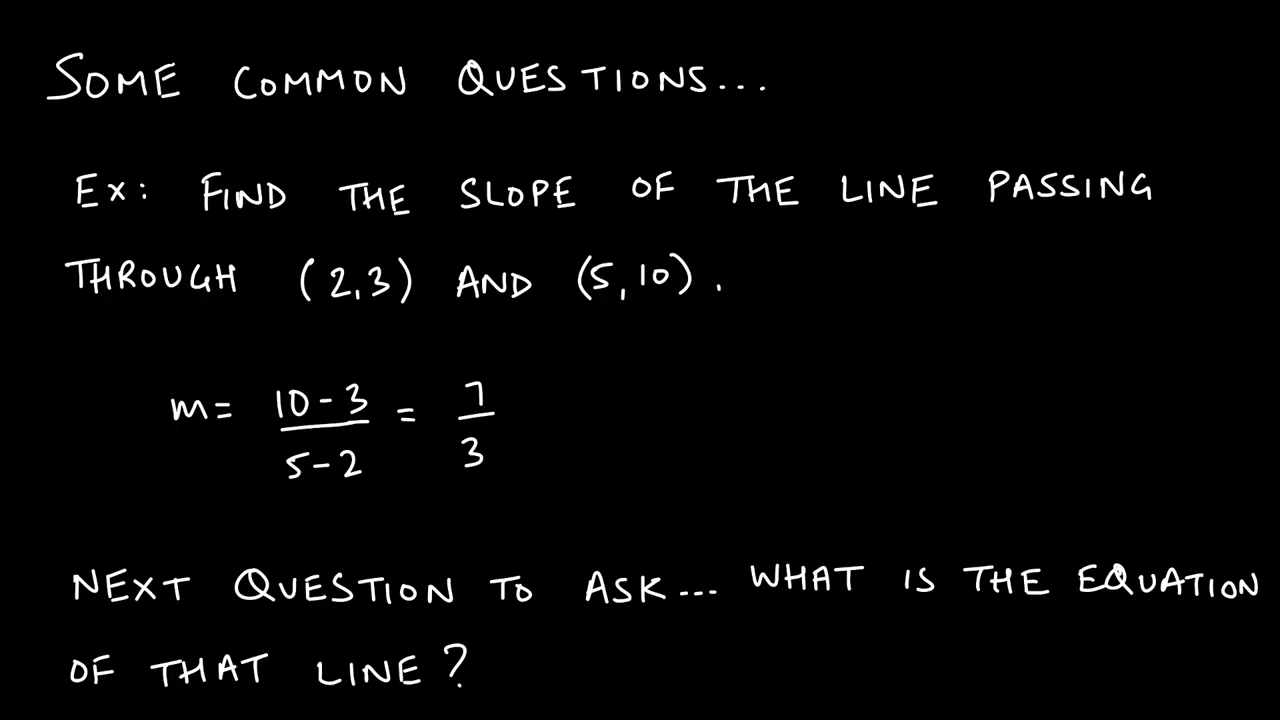 SOME COMMON QUESTIONS...
EX: FIND THE SLOPE OF THE LINE PASSING
THROUGH (2,3) AND (5,10).
m = 10-3 / 5-2 = 7 / 3
NEXT QUESTION TO ASK... WHAT IS THE EQUATION
OF THAT LINE?